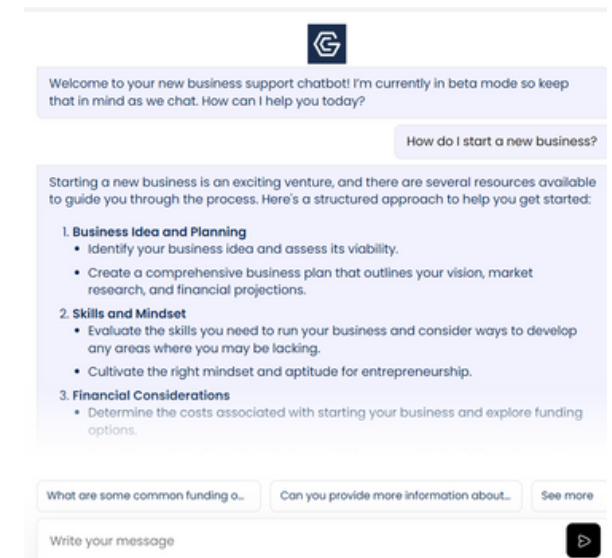 Welcome to your new business support chatbot! I'm currently in beta mode so keep
that in mind as we chat. How can I help you today?
How do I start a new business?
Starting a new business is an exciting venture, and there are several resources available
to guide you through the process. Here's a structured approach to help you get started:
1. Business Idea and Planning
• Identify your business idea and assess its viability.
• Create a comprehensive business plan that outlines your vision, market
research, and financial projections.
2. Skills and Mindset
• Evaluate the skills you need to run your business and consider ways to develop
any areas where you may be lacking.
• Cultivate the right mindset and aptitude for entrepreneurship.
3. Financial Considerations
• Determine the costs associated with starting your business and explore funding
options.
What are some common funding o...
Can you provide more information about...
See more
Write your message